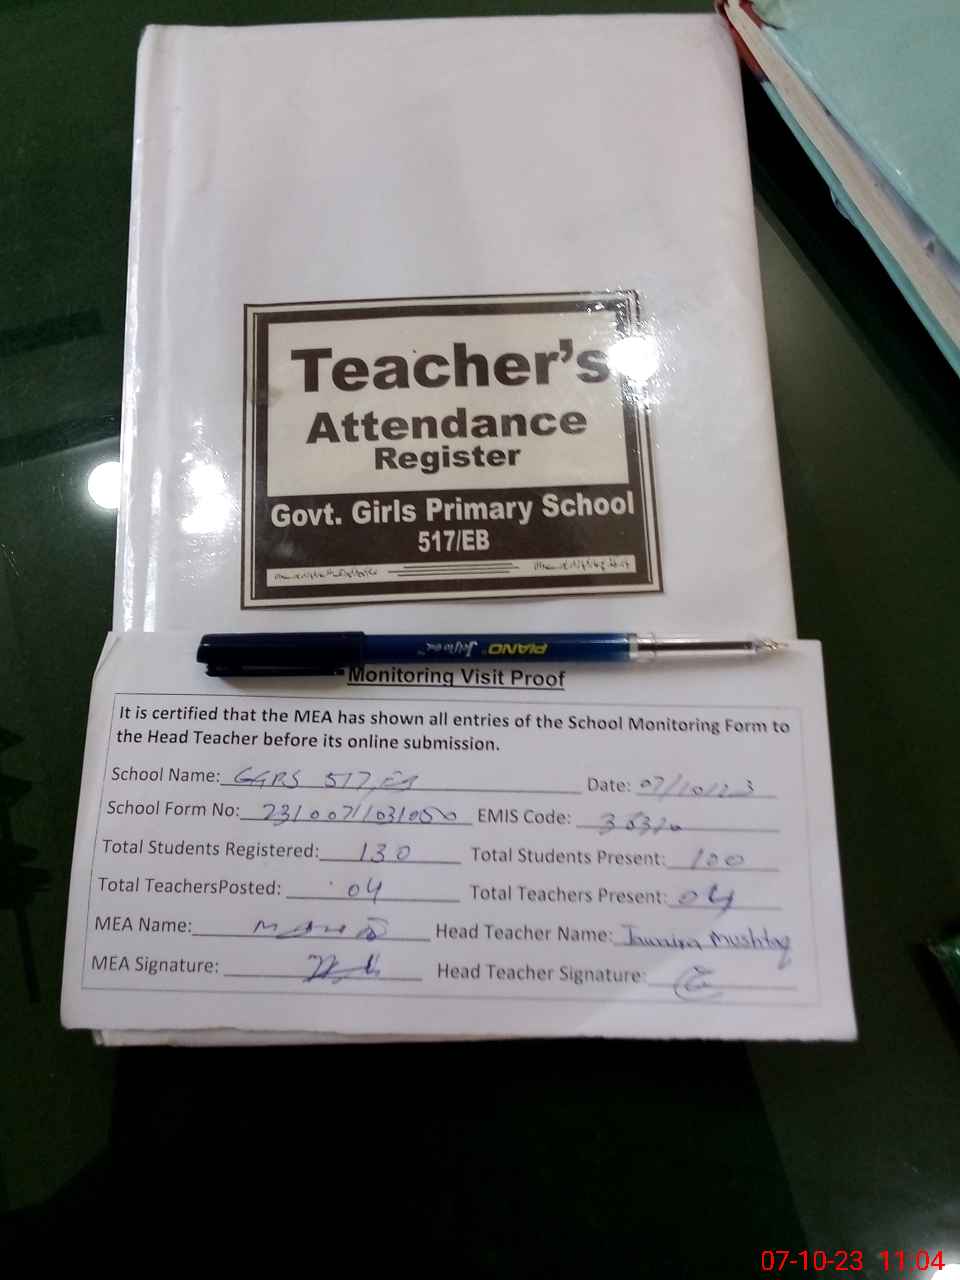 Teacher's
Attendance
Register
Govt. Girls Primary School
517/EB
PIANO
Monitoring Visit Proof
It is certified that the MEA has shown all entries of the School Monitoring Form to
the Head Teacher before its online submission.
School Name: GGPS 517/EB Date: 07/10/23
School Form No: EMIS Code:
Total Students Registered: 130 Total Students Present: 100
Total TeachersPosted: 04 Total Teachers Present: 04
MEA Name: Head Teacher Name: Mushtaq
MEA Signature: Head Teacher Signature:
07-10-23 11:04